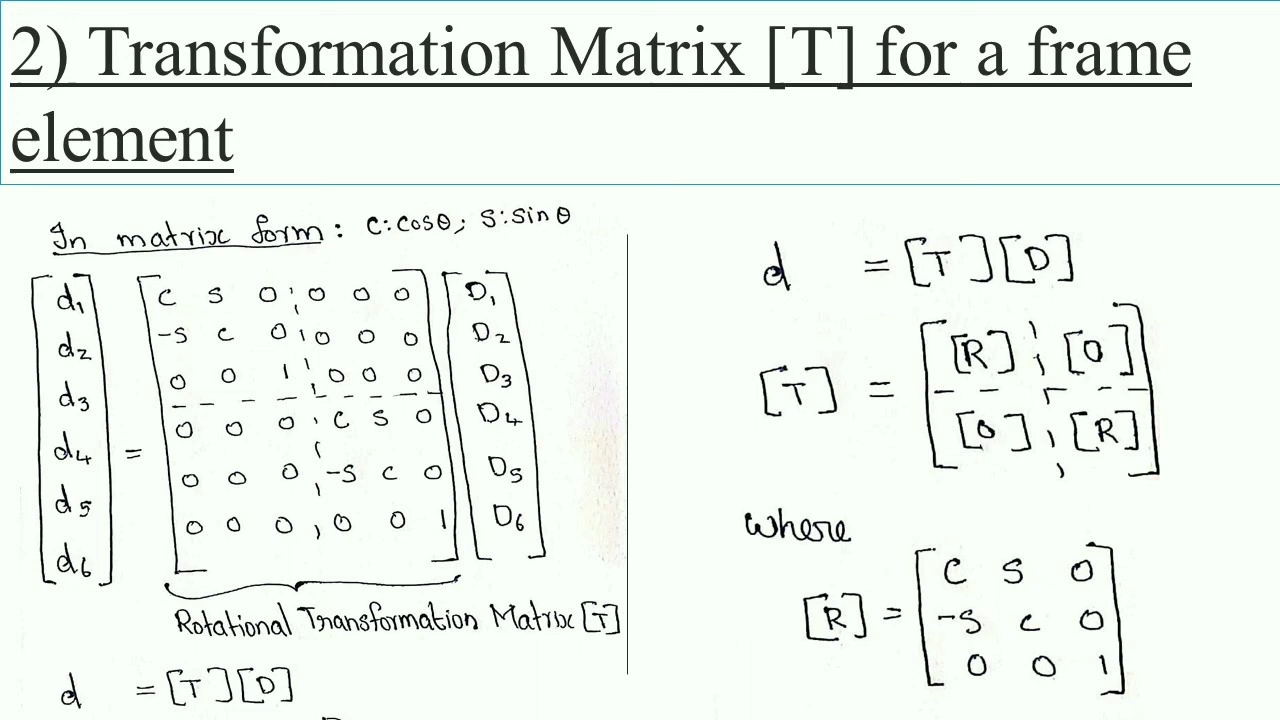 2) Transformation Matrix [T] for a frame
element
In matrix form: c:cosθ; s:sinθ
[d1 d2 d3 d4 d5 d6] =
[c s 0 ¦ 0 0 0] [D1]
[-s c 0 ¦ 0 0 0] [D2]
[0 0 1 ¦ 0 0 0] [D3]
[0 0 0 ¦ c s 0] [D4]
[0 0 0 ¦ -s c 0] [D5]
[0 0 0 ¦ 0 0 1] [D6]
Rotational Transformation Matrix [T]
d = [T][D]
d = [T][D]
[T] =
[R] ¦ [0]
[0] ¦ [R]
where
[R] =
c s 0
-s c 0
0 0 1